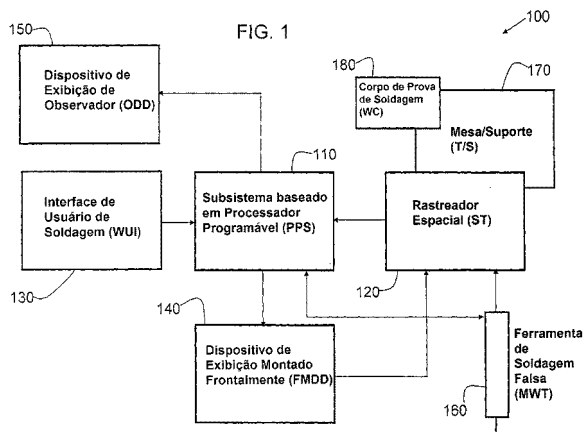 FIG. 1
100
150
Dispositivo de
Exibição de
Observador (ODD)
180
Corpo de Prova
de Soldagem
(WC)
170
Mesa/Suporte
(T/S)
110
Interface de
Usuário de
Soldagem (WUI)
130
Subsistema baseado
em Processador
Programável (PPS)
Rastreador
Espacial (ST)
120
140
Dispositivo de
Exibição Montado
Frontalmente (FMDD)
Ferramenta
de
Soldagem
Falsa
(MWT)
160